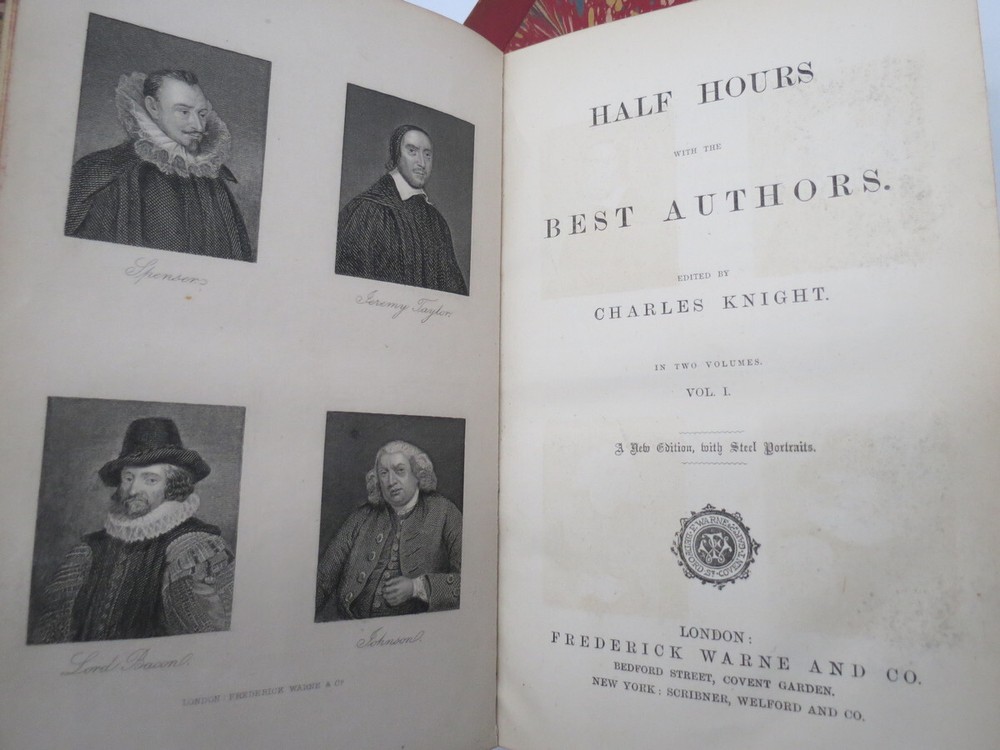 Spenser.
Jeremy Taylor.
Lord Bacon.
Johnson.
LONDON: FREDERICK WARNE & Co
HALF HOURS
WITH THE
BEST AUTHORS.
EDITED BY
CHARLES KNIGHT.
IN TWO VOLUMES.
VOL. I.
A New Edition, with Steel Portraits.
LONDON:
FREDERICK WARNE AND CO.
BEDFORD STREET, COVENT GARDEN.
NEW YORK: SCRIBNER, WELFORD AND CO.